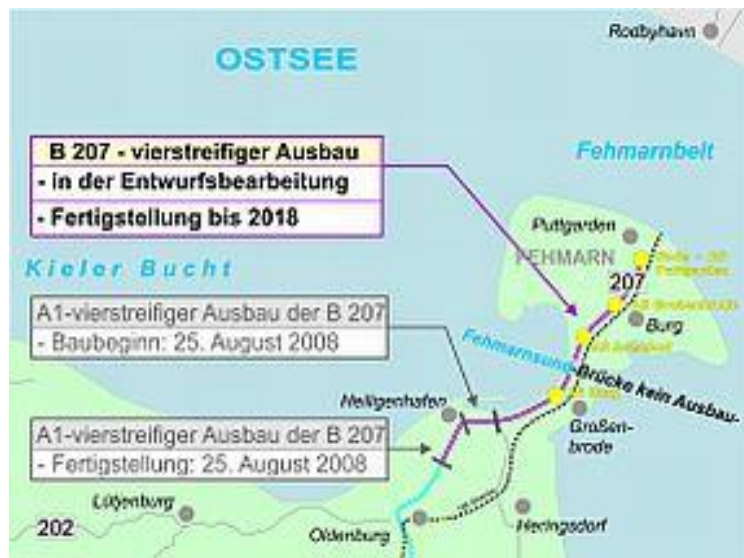 Rodbyhavn
OSTSEE
B 207 - vierstreifiger Ausbau
- in der Entwurfsbearbeitung
- Fertigstellung bis 2018
Fehmarnbelt
Puttgarden
FEHMARN
Puttgarden
Kieler Bucht
207
Burg
A1-vierstreifiger Ausbau der B 207
- Baubeginn: 25. August 2008
Fehmarnsund
-Brücke kein Ausbau-
Heiligenhafen
Großen-
brode
A1-vierstreifiger Ausbau der B 207
- Fertigstellung: 25. August 2008
Lütjenburg
202
Oldenburg
Heringsdorf